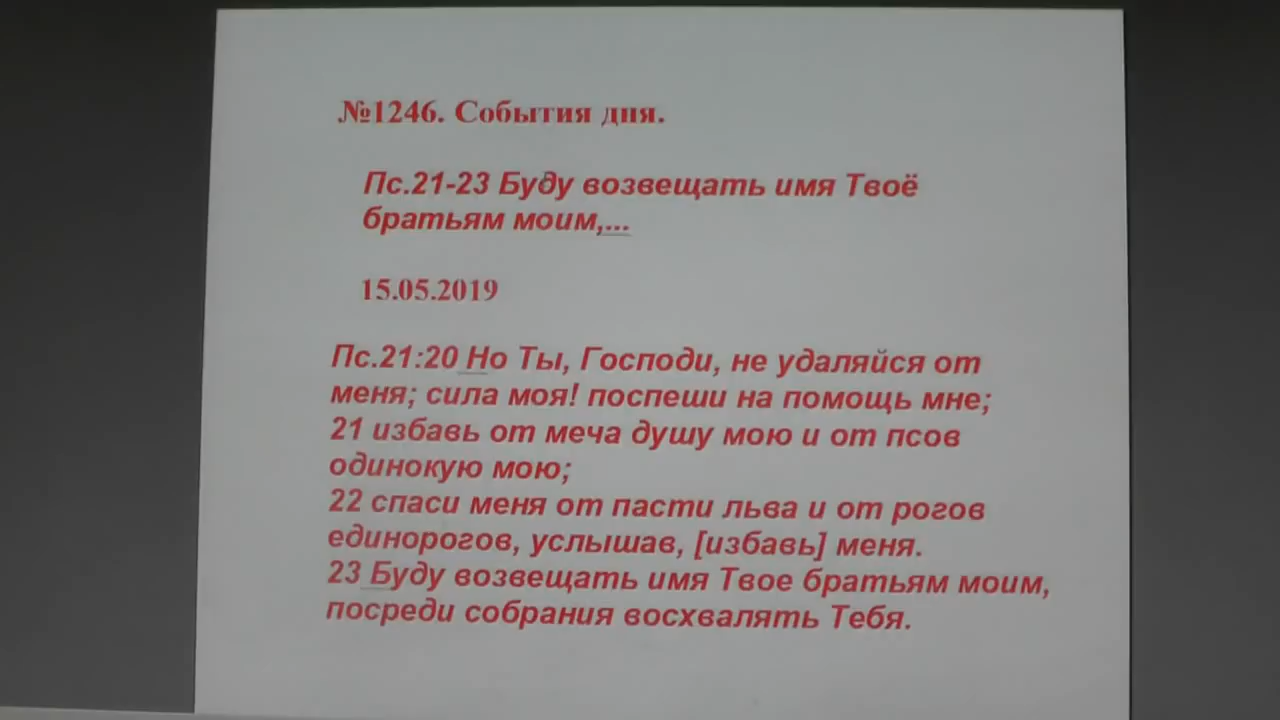 №1246. События дня.
Пс.21-23 Буду возвещать имя Твоё
братьям моим,...
15.05.2019
Пс.21:20 Но Ты, Господи, не удаляйся от
меня; сила моя! поспеши на помощь мне;
21 избавь от меча душу мою и от псов
одинокую мою;
22 спаси меня от пасти льва и от рогов
единорогов, услышав, [избавь] меня.
23 Буду возвещать имя Твое братьям моим,
посреди собрания восхвалять Тебя.